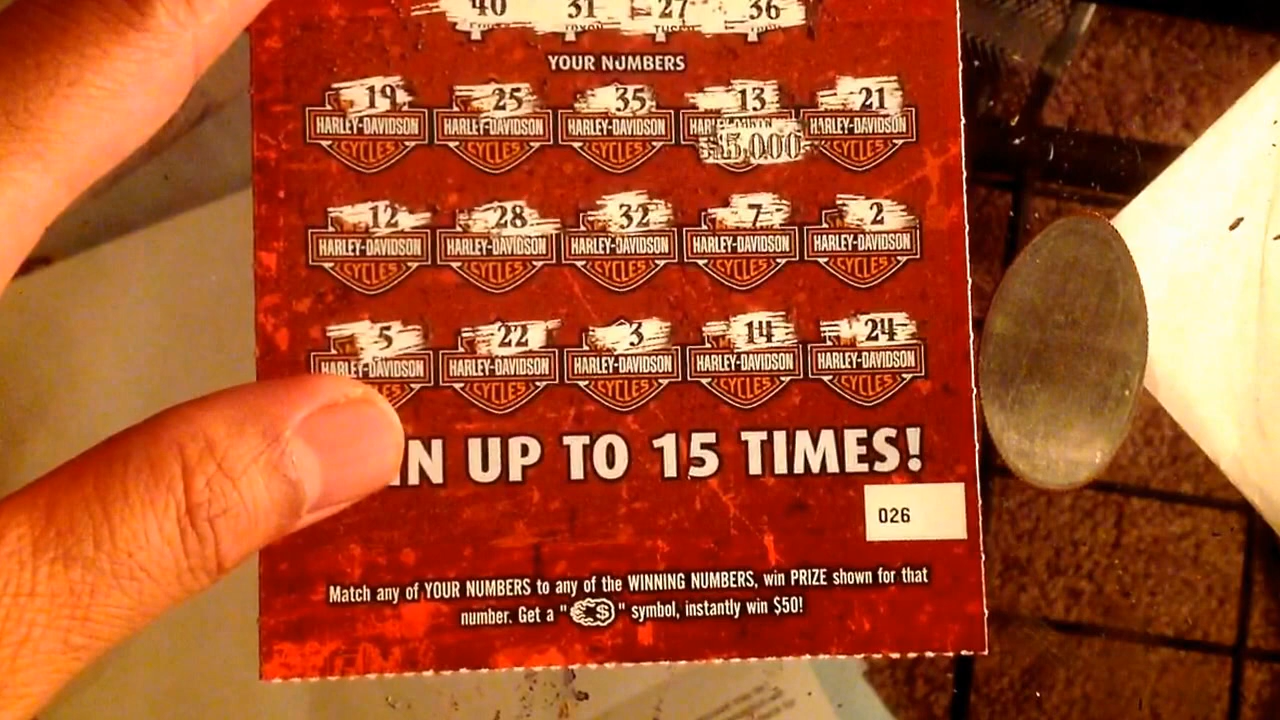 40 31 27 36
YOUR NUMBERS
19 25 35 13 21
HARLEY-DAVIDSON HARLEY-DAVIDSON HARLEY-DAVIDSON HARLEY-DAVIDSON
CYCLES CYCLES CYCLES $15,000 CYCLES
12 28 32 7 2
HARLEY-DAVIDSON HARLEY-DAVIDSON HARLEY-DAVIDSON HARLEY-DAVIDSON HARLEY-DAVIDSON
CYCLES CYCLES CYCLES CYCLES CYCLES
5 22 3 14 24
HARLEY-DAVIDSON HARLEY-DAVIDSON HARLEY-DAVIDSON HARLEY-DAVIDSON HARLEY-DAVIDSON
CLES CYCLES CYCLES CYCLES CYCLES
IN UP TO 15 TIMES!
026
Match any of YOUR NUMBERS to any of the WINNING NUMBERS, win PRIZE shown for that
number. Get a "$" symbol, instantly win $50!